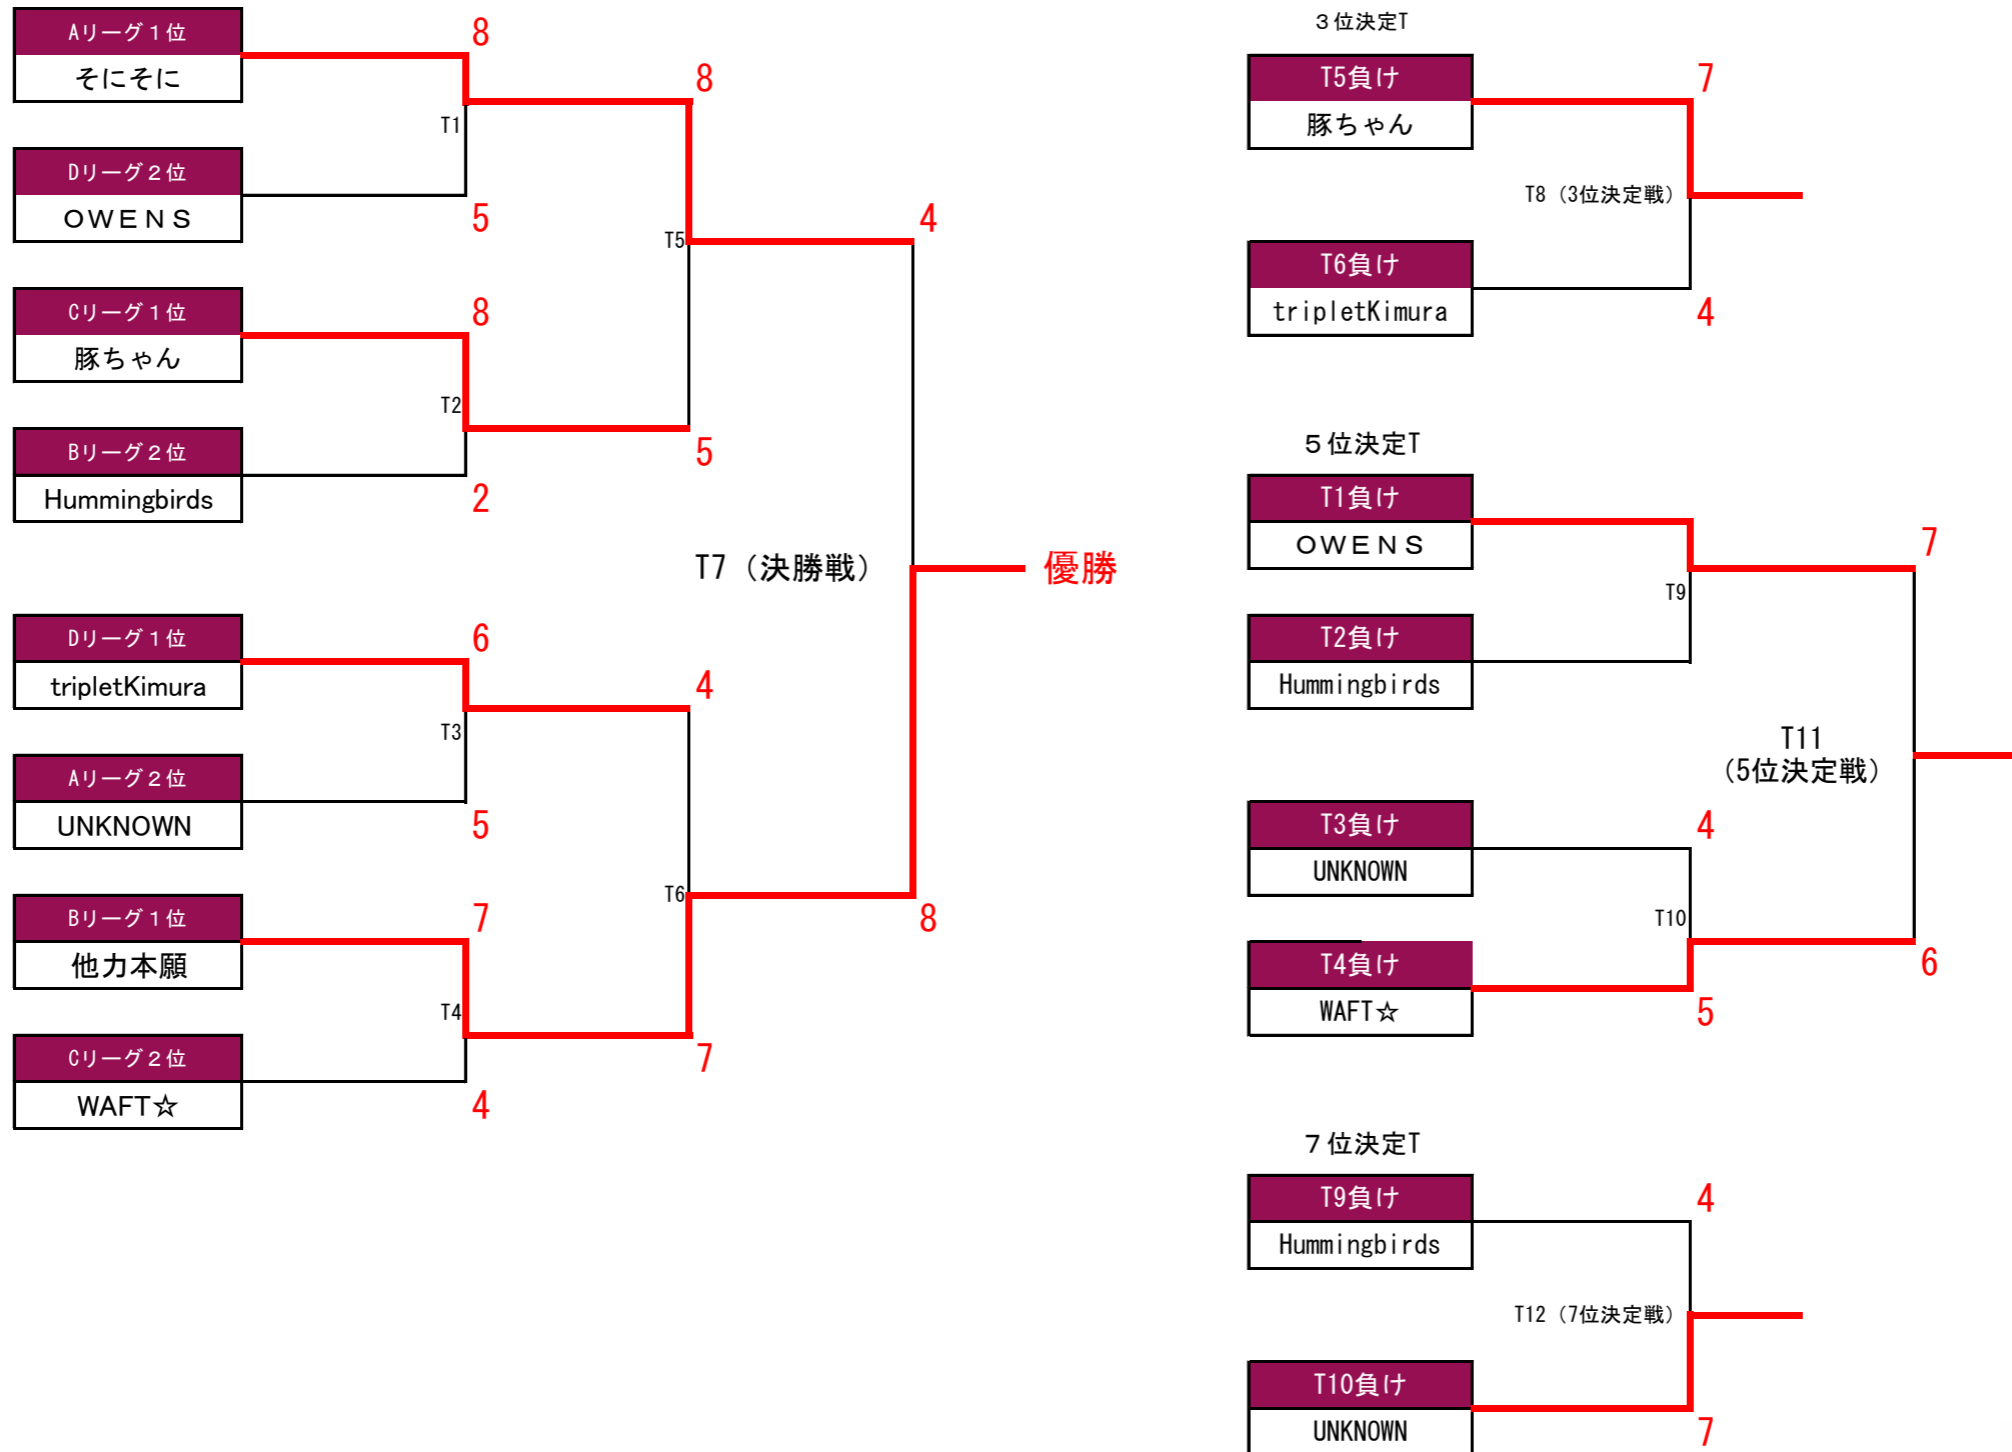 Aリーグ１位
そにそに
8
T1
Dリーグ２位
ＯＷＥＮＳ
5
8
T5
Cリーグ１位
豚ちゃん
8
T2
Bリーグ２位
Hummingbirds
2
5
4
T7（決勝戦）
優勝
Dリーグ１位
tripletKimura
6
T3
Aリーグ２位
UNKNOWN
5
4
T6
Bリーグ１位
他力本願
7
T4
Cリーグ２位
WAFT☆
4
7
8
３位決定T
T5負け
豚ちゃん
7
T8（3位決定戦）
T6負け
tripletKimura
4
５位決定T
T1負け
ＯＷＥＮＳ
T9
T2負け
Hummingbirds
7
T11
（5位決定戦）
T3負け
UNKNOWN
4
T10
T4負け
WAFT☆
5
6
７位決定T
T9負け
Hummingbirds
4
T12（7位決定戦）
T10負け
UNKNOWN
7